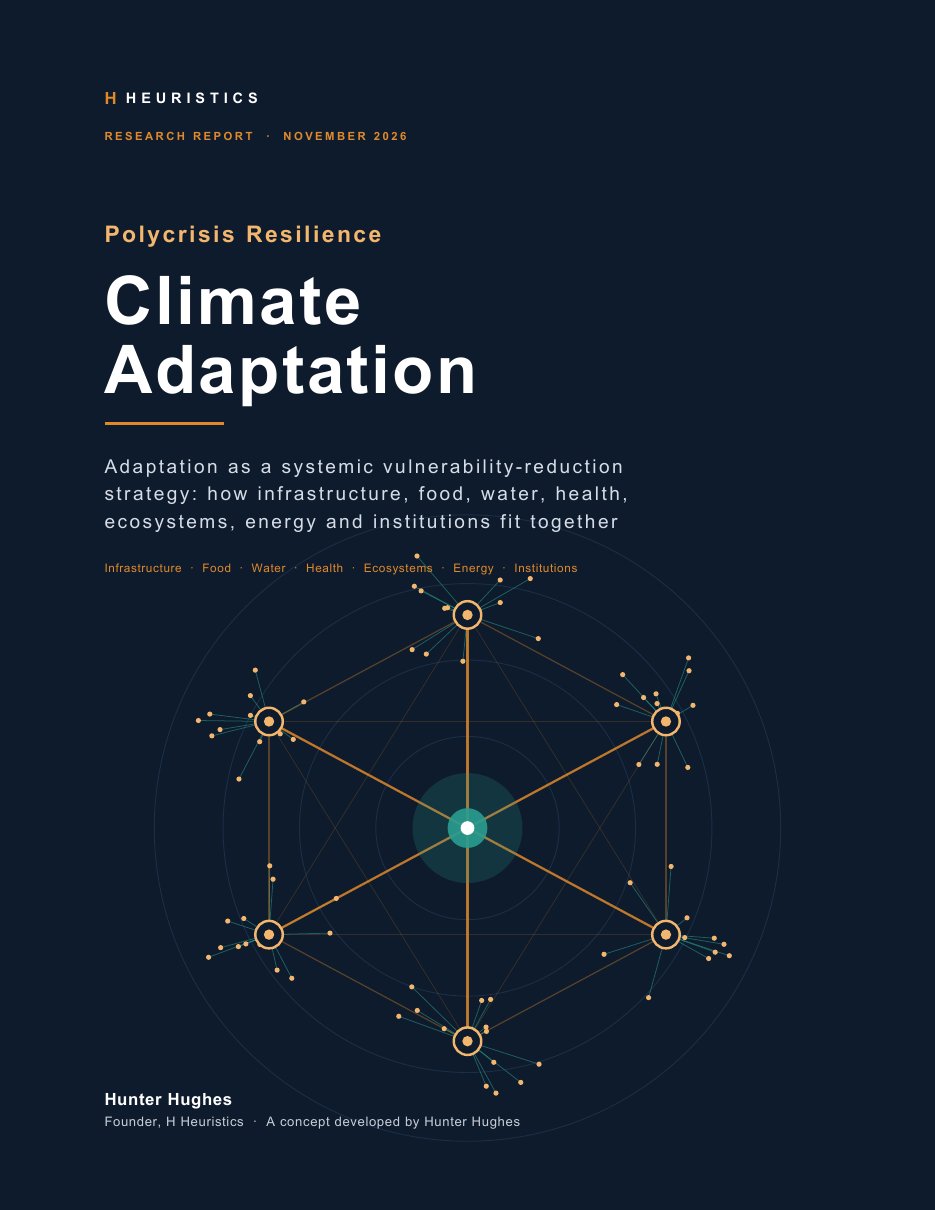 H HEURISTICS
RESEARCH REPORT · NOVEMBER 2026
Polycrisis Resilience
Climate
Adaptation
Adaptation as a systemic vulnerability-reduction
strategy: how infrastructure, food, water, health,
ecosystems, energy and institutions fit together
Infrastructure · Food · Water · Health · Ecosystems · Energy · Institutions
Hunter Hughes
Founder, H Heuristics · A concept developed by Hunter Hughes